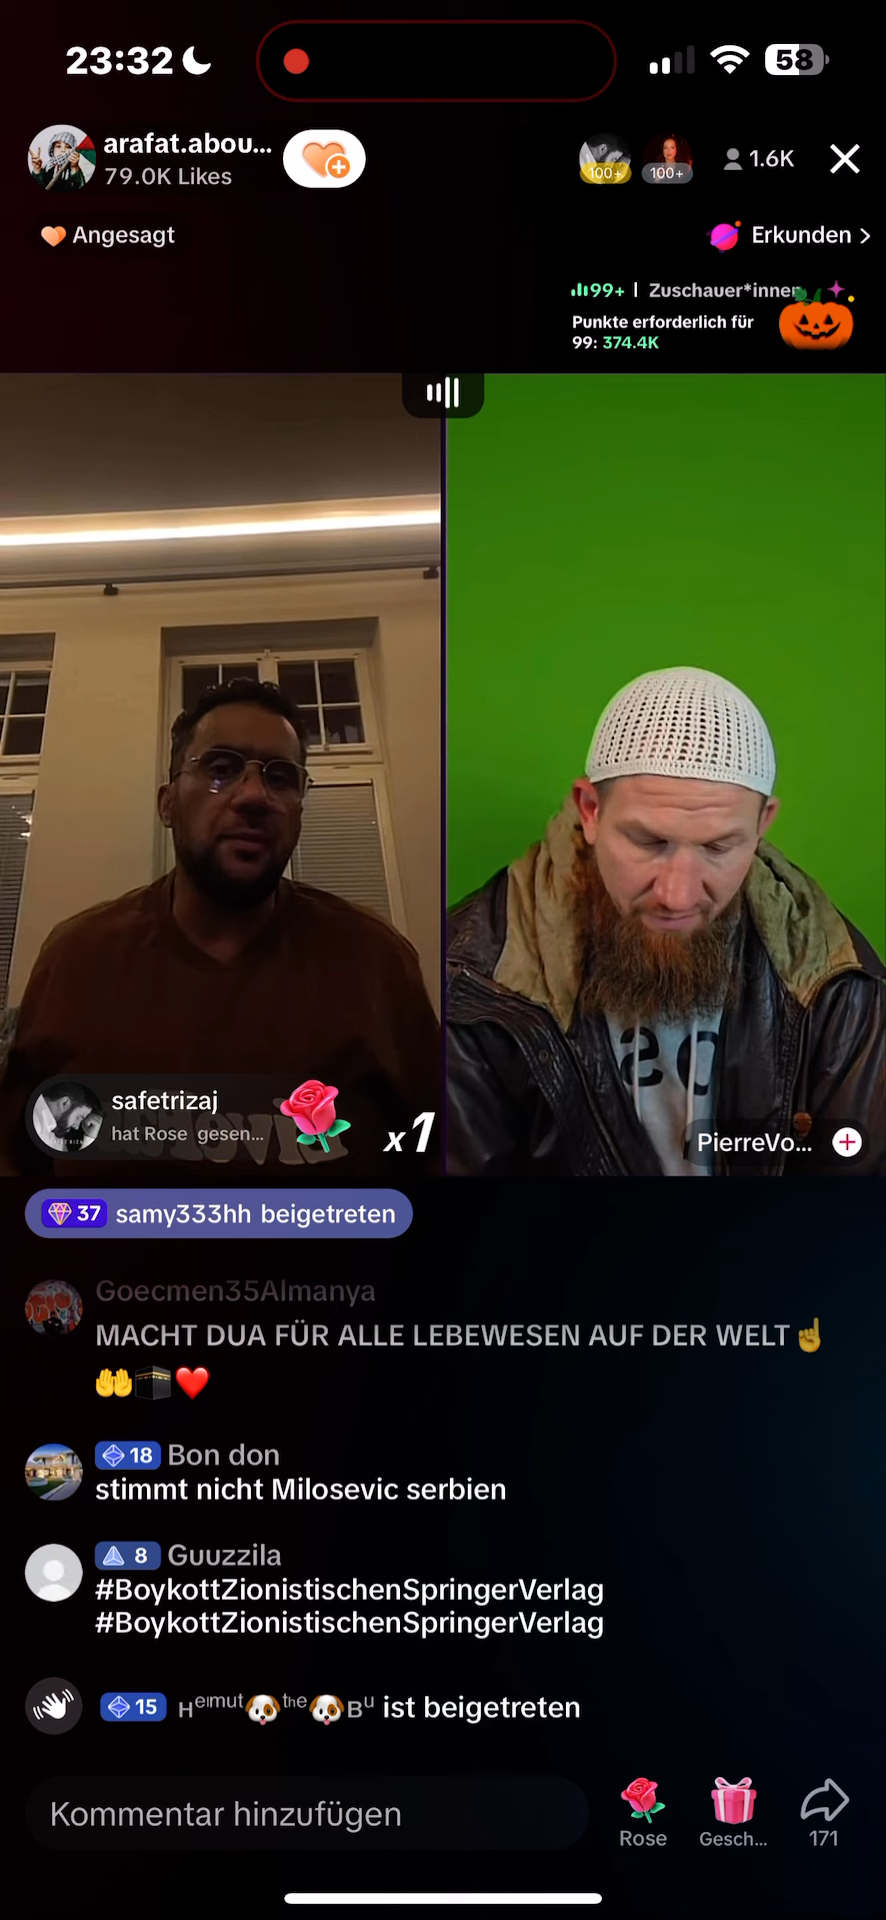 23:32
58
arafat.abou...
79.0K Likes
100+
100+
1.6K
Angesagt
Erkunden >
99+ | Zuschauer*innen
Punkte erforderlich für
99: 374.4K
safetrizaj
hat Rose gesen...
x1
PierreVo...
37 samy333hh beigetreten
Goecmen35Almanya
MACHT DUA FÜR ALLE LEBEWESEN AUF DER WELT☝️
🤲🕋❤️
18 Bon don
stimmt nicht Milosevic serbien
8 Guuzzila
#BoykottZionistischenSpringerVerlag
#BoykottZionistischenSpringerVerlag
15 ᴴᵉˡᵐᵘᵗ🐶ᵗʰᵉ🐶ᴮᵘ ist beigetreten
Kommentar hinzufügen
Rose
Gesch...
171